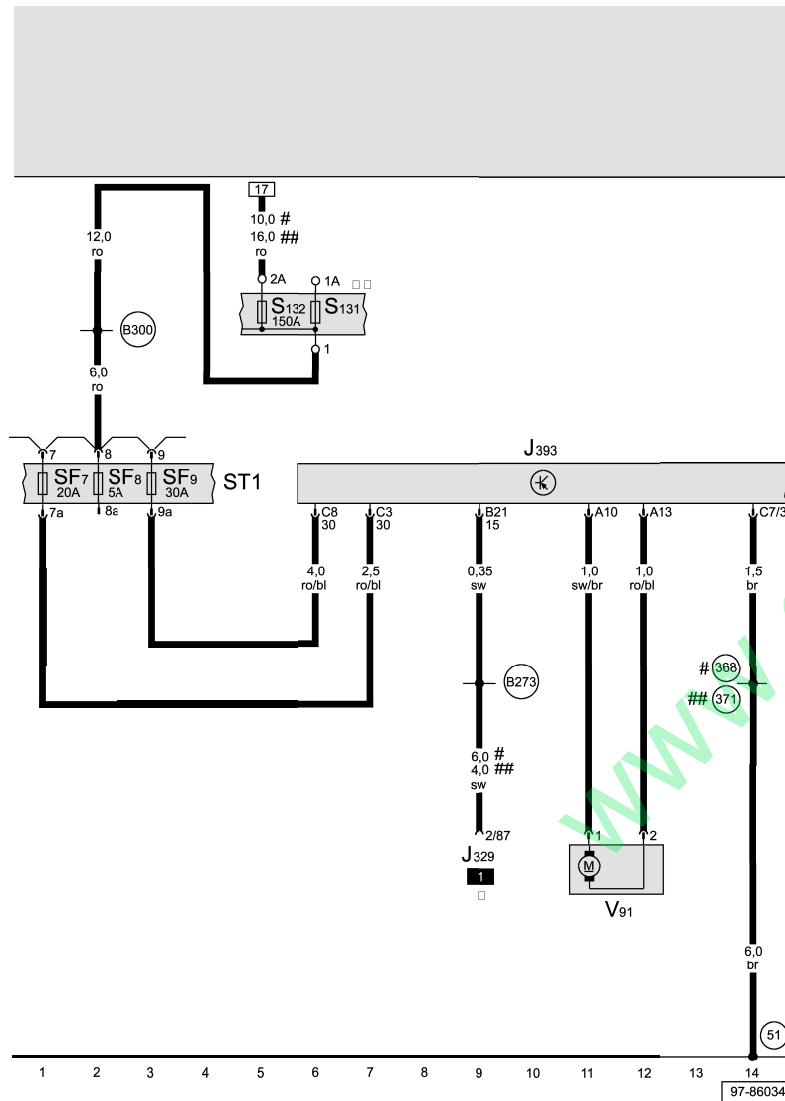 17
10,0 #
16,0 ##
ro
12,0
ro
2A
1A
S132
150A
S131
B300
1
6,0
ro
7
8
9
SF7
20A
SF8
5A
SF9
30A
ST1
7a
8a
9a
J393
C8
30
C3
30
B21
15
A10
A13
C7/3
4,0
ro/bl
2,5
ro/bl
0,35
sw
1,0
sw/br
1,0
ro/bl
1,5
br
B273
# 368
## 371
6,0 #
4,0 ##
sw
2/87
J329
1
1
2
M
V91
6,0
br
51
1 2 3 4 5 6 7 8 9 10 11 12 13 14
97-86034
www